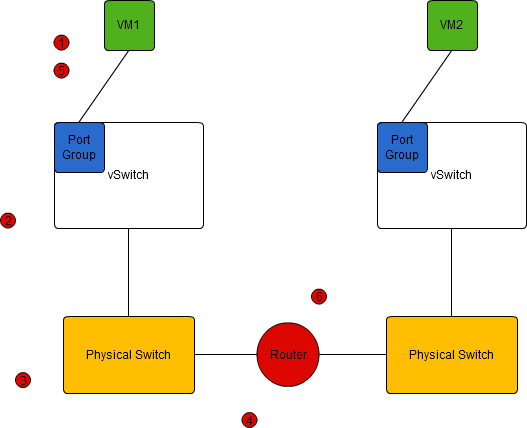 VM1
VM2
1
5
Port
Group
vSwitch
Port
Group
vSwitch
2
6
Physical Switch
Router
Physical Switch
3
4